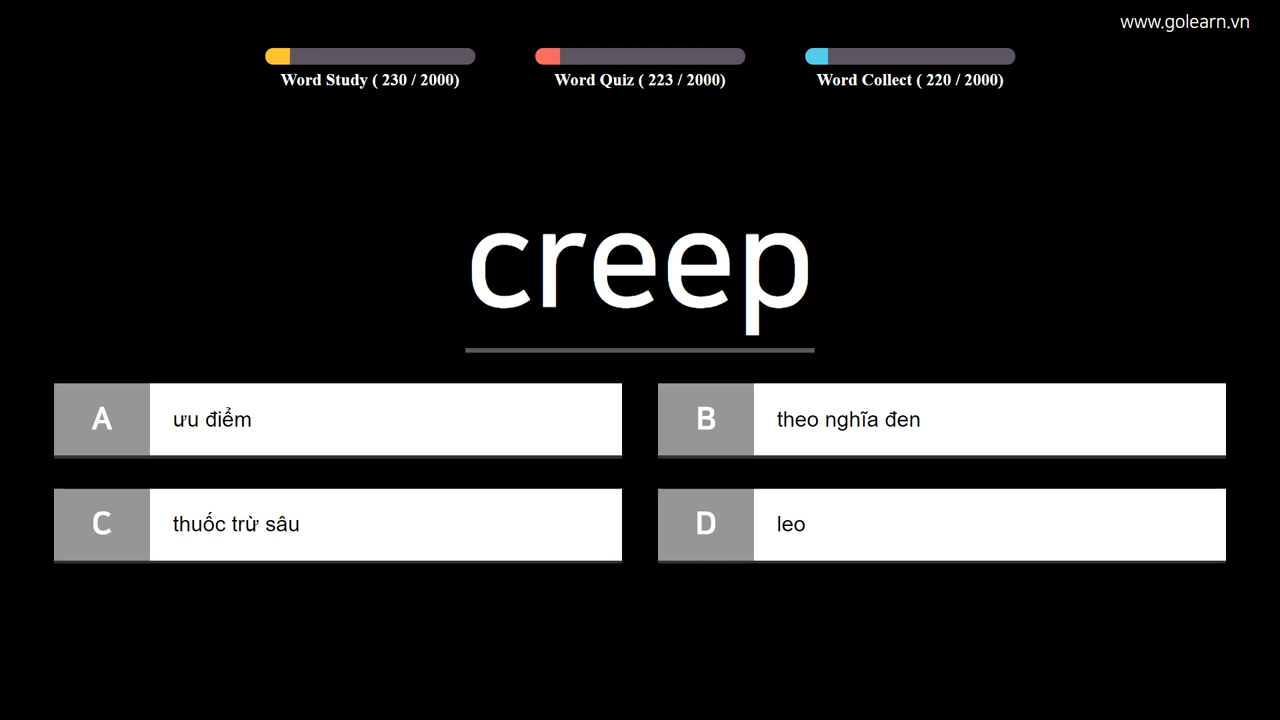 www.golearn.vn
Word Study ( 230 / 2000)
Word Quiz ( 223 / 2000)
Word Collect ( 220 / 2000)
creep
A ưu điểm
B theo nghĩa đen
C thuốc trừ sâu
D leo